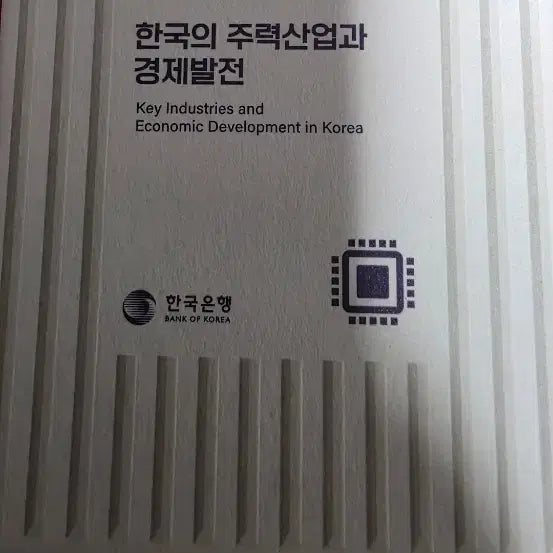 한국의 주력산업과
경제발전
Key Industries and
Economic Development in Korea
한국은행
BANK OF KOREA